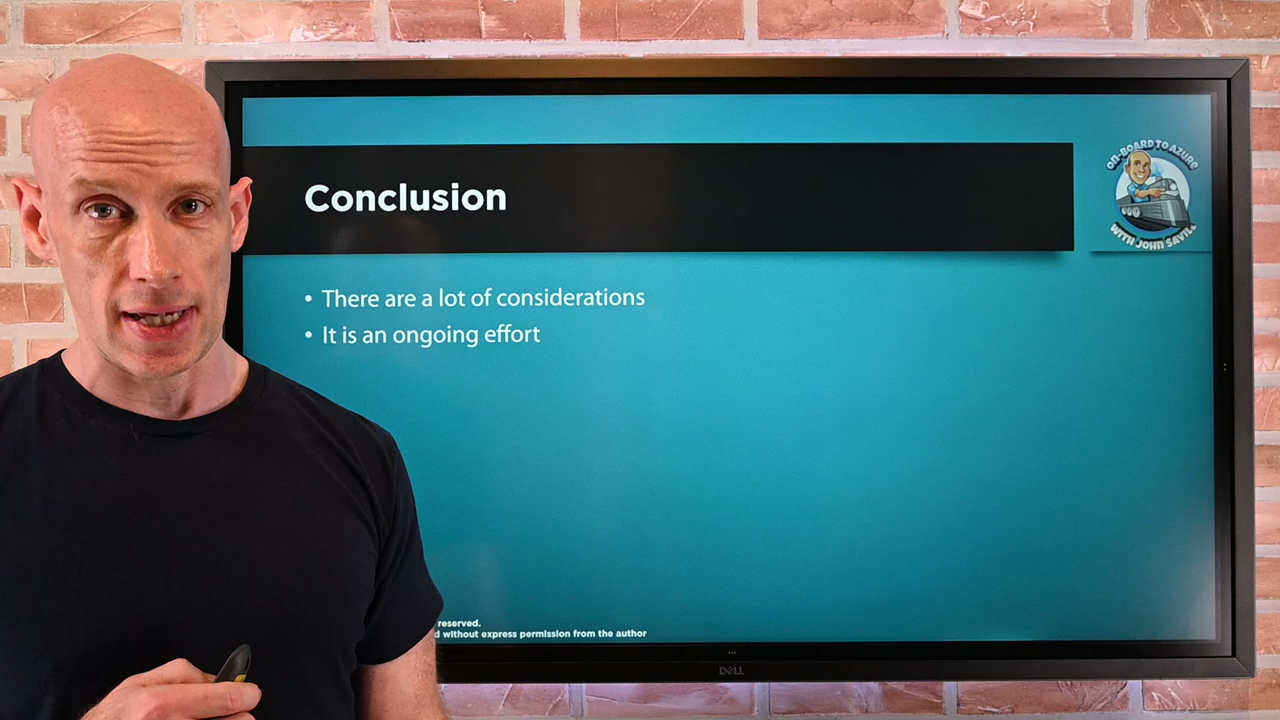 Conclusion
ON-BOARD TO AZURE
WITH JOHN SAVILL
• There are a lot of considerations
• It is an ongoing effort
reserved.
without express permission from the author
DELL